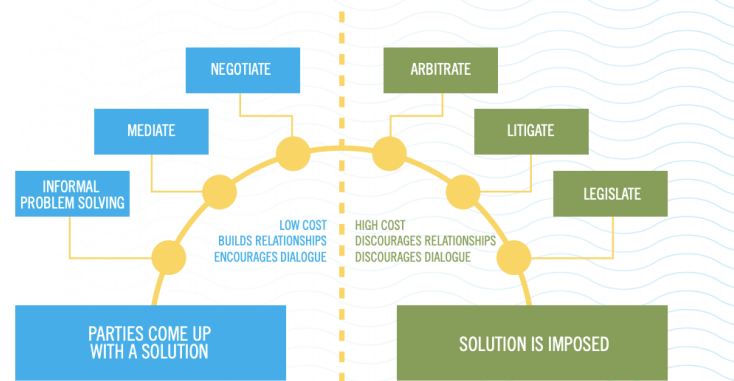 NEGOTIATE
ARBITRATE
MEDIATE
LITIGATE
INFORMAL
PROBLEM SOLVING
LEGISLATE
LOW COST
BUILDS RELATIONSHIPS
ENCOURAGES DIALOGUE
HIGH COST
DISCOURAGES RELATIONSHIPS
DISCOURAGES DIALOGUE
PARTIES COME UP
WITH A SOLUTION
SOLUTION IS IMPOSED